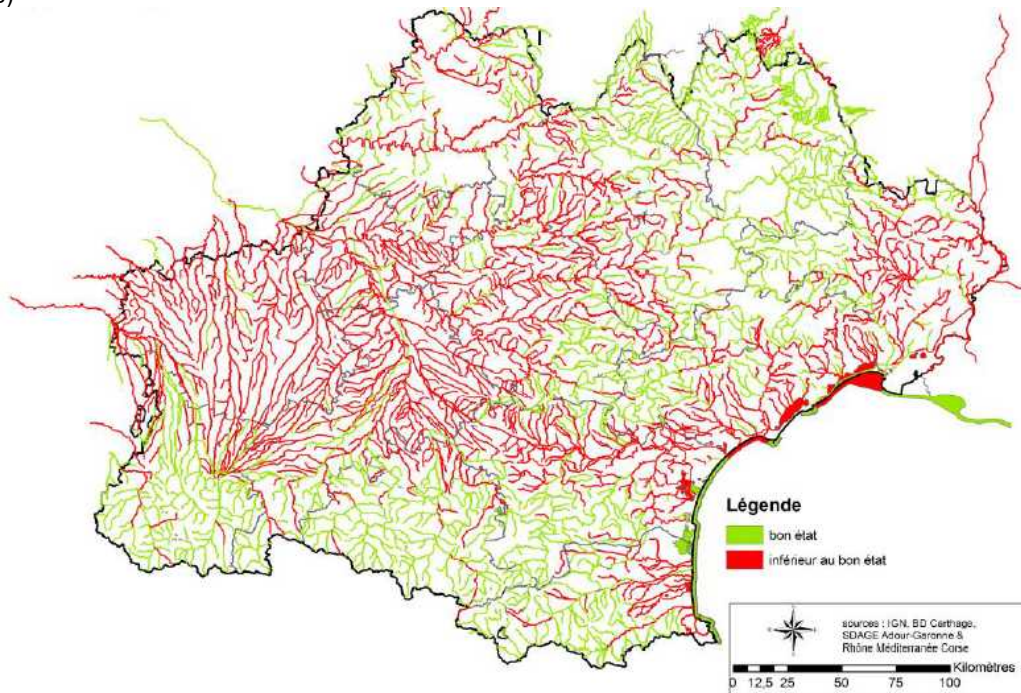 Légende
bon état
inférieur au bon état
sources : IGN, BD Carthage,
SDAGE Adour-Garonne &
Rhône Méditerranée Corse
Kilomètres
0 12,5 25 50 75 100